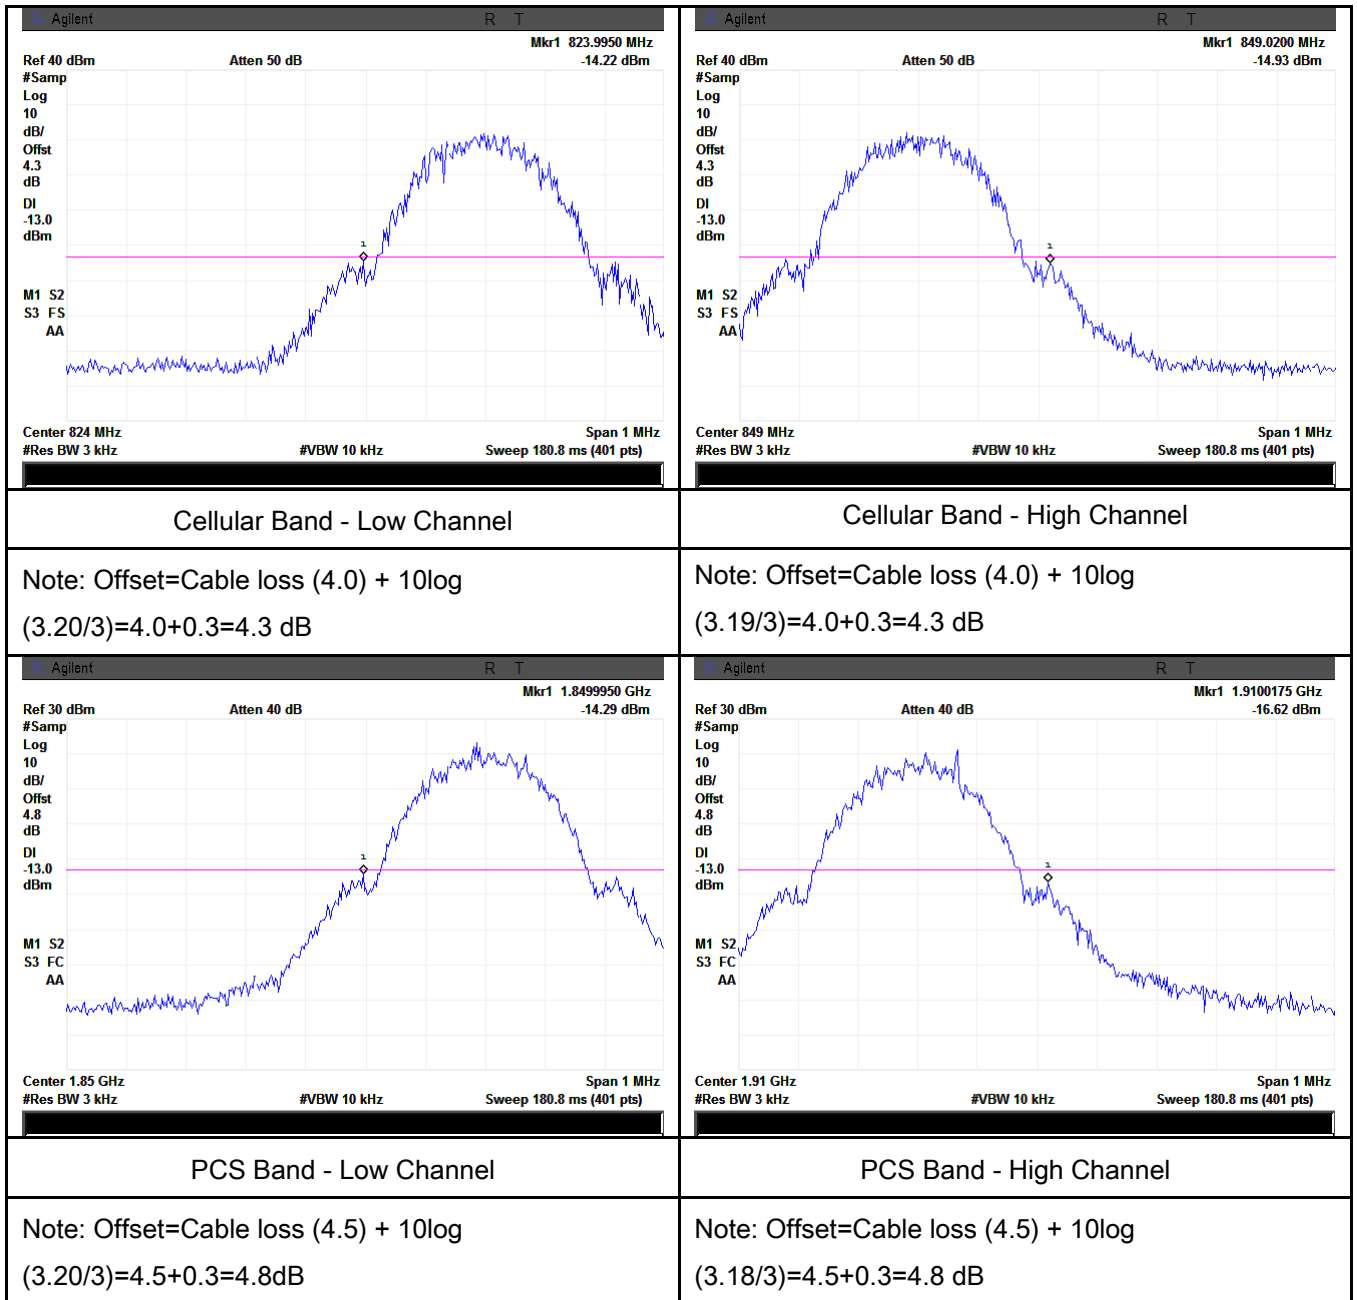 Agilent R T
Mkr1 823.9950 MHz
Ref 40 dBm Atten 50 dB -14.22 dBm
#Samp
Log
10
dB/
Offst
4.3
dB
DI
-13.0
dBm
1
M1 S2
S3 FS
AA
Center 824 MHz Span 1 MHz
#Res BW 3 kHz #VBW 10 kHz Sweep 180.8 ms (401 pts)
Agilent R T
Mkr1 849.0200 MHz
Ref 40 dBm Atten 50 dB -14.93 dBm
#Samp
Log
10
dB/
Offst
4.3
dB
DI
-13.0
dBm
1
M1 S2
S3 FS
AA
Center 849 MHz Span 1 MHz
#Res BW 3 kHz #VBW 10 kHz Sweep 180.8 ms (401 pts)
Cellular Band - Low Channel
Cellular Band - High Channel
Note: Offset=Cable loss (4.0) + 10log
(3.20/3)=4.0+0.3=4.3 dB
Note: Offset=Cable loss (4.0) + 10log
(3.19/3)=4.0+0.3=4.3 dB
Agilent R T
Mkr1 1.8499950 GHz
Ref 30 dBm Atten 40 dB -14.29 dBm
#Samp
Log
10
dB/
Offst
4.8
dB
DI
-13.0
dBm
1
M1 S2
S3 FC
AA
Center 1.85 GHz Span 1 MHz
#Res BW 3 kHz #VBW 10 kHz Sweep 180.8 ms (401 pts)
Agilent R T
Mkr1 1.9100175 GHz
Ref 30 dBm Atten 40 dB -16.62 dBm
#Samp
Log
10
dB/
Offst
4.8
dB
DI
-13.0
dBm
1
M1 S2
S3 FC
AA
Center 1.91 GHz Span 1 MHz
#Res BW 3 kHz #VBW 10 kHz Sweep 180.8 ms (401 pts)
PCS Band - Low Channel
PCS Band - High Channel
Note: Offset=Cable loss (4.5) + 10log
(3.20/3)=4.5+0.3=4.8dB
Note: Offset=Cable loss (4.5) + 10log
(3.18/3)=4.5+0.3=4.8 dB